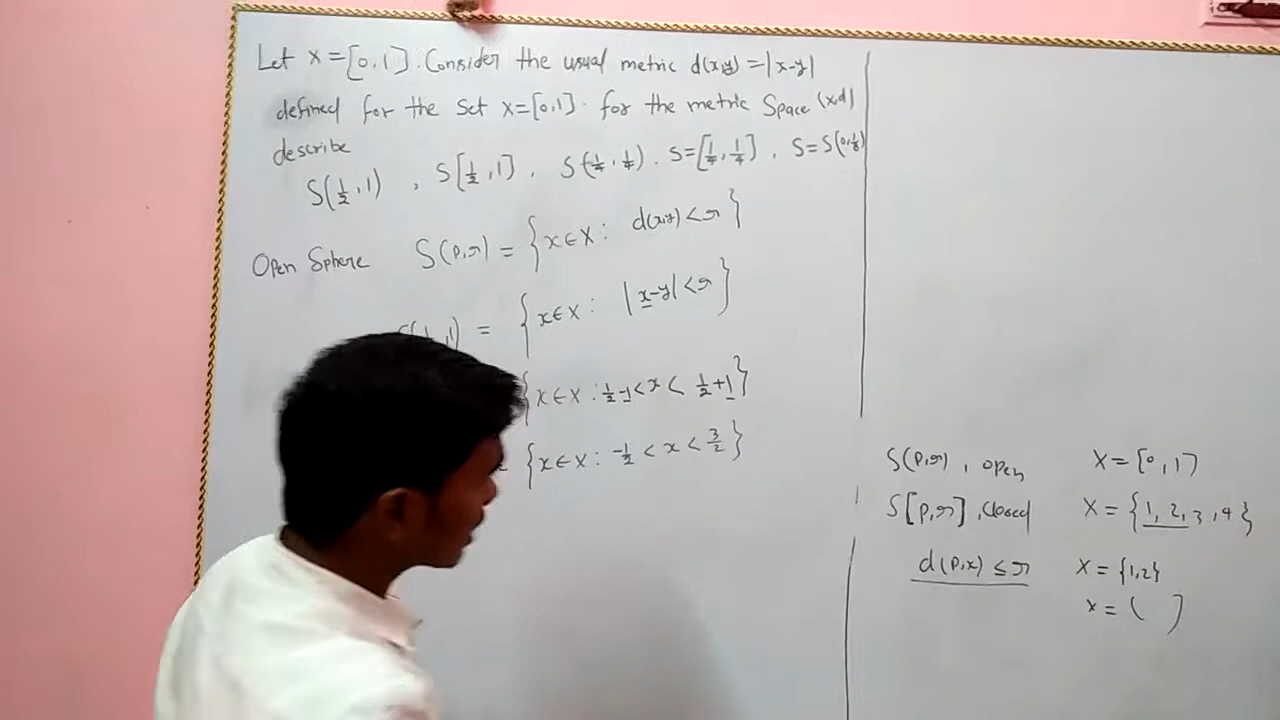 Let X = [0,1]. Consider the usual metric d(x,y) = |x-y|
defined for the set X = [0,1]. for the metric Space (x,d)
describe
S(½, 1) , S[½, 1] , S(¼, ¼) . S=[¼, ¼] , S=S(0,⅛)
Open Sphere S(p,r) = {x∈X : d(x,y) < r}
1) = {x∈X : |x-y| < r}
{x∈X : ½-1 < x < ½+1}
= {x∈X : -½ < x < 3/2}
S(p,r) , open X = [0,1)
S[p,r] , closed X = {1, 2, 3, 4}
d(p,x) ≤ r X = {1,2}
x = ( ]